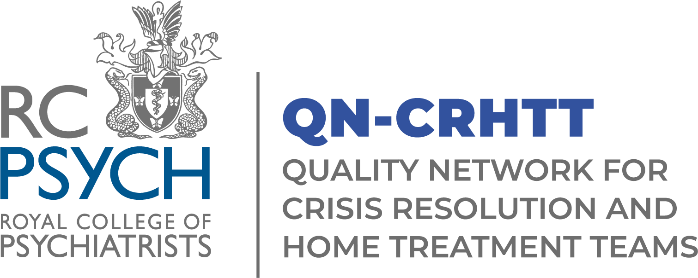 RC
PSYCH
ROYAL COLLEGE OF
PSYCHIATRISTS
QN-CRHTT
QUALITY NETWORK FOR
CRISIS RESOLUTION AND
HOME TREATMENT TEAMS